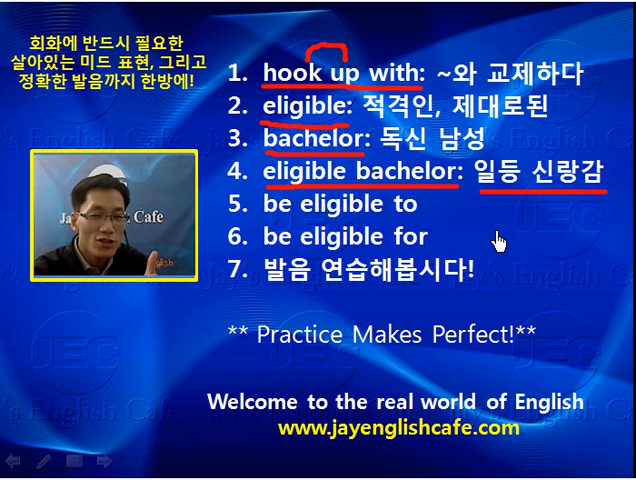 회화에 반드시 필요한
살아있는 미드 표현, 그리고
정확한 발음까지 한방에!
1. hook up with: ~와 교제하다
2. eligible: 적격인, 제대로된
3. bachelor: 독신 남성
4. eligible bachelor: 일등 신랑감
5. be eligible to
6. be eligible for
7. 발음 연습해봅시다!
** Practice Makes Perfect!**
Welcome to the real world of English
www.jayenglishcafe.com
JEC
Jay's English Cafe